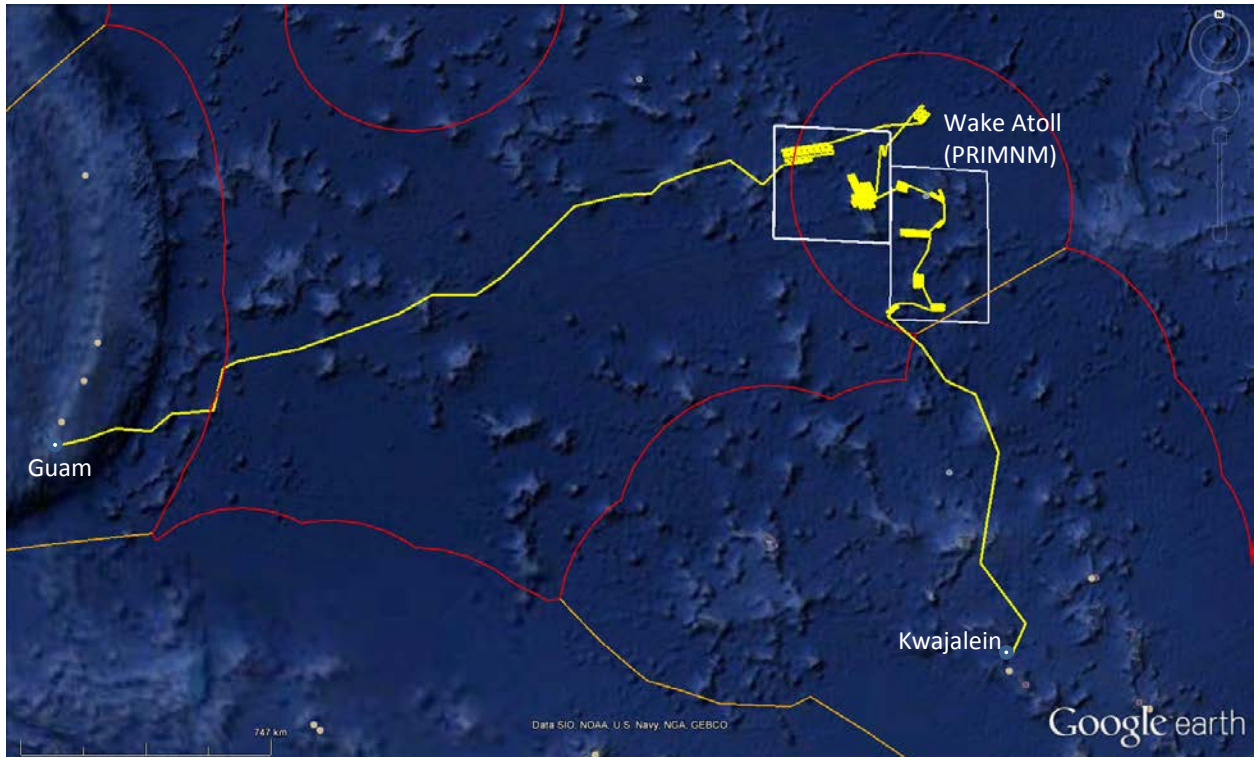 N
Wake Atoll
(PRIMNM)
Guam
Kwajalein
747 km
Data SIO, NOAA, U.S. Navy, NGA, GEBCO
Google earth